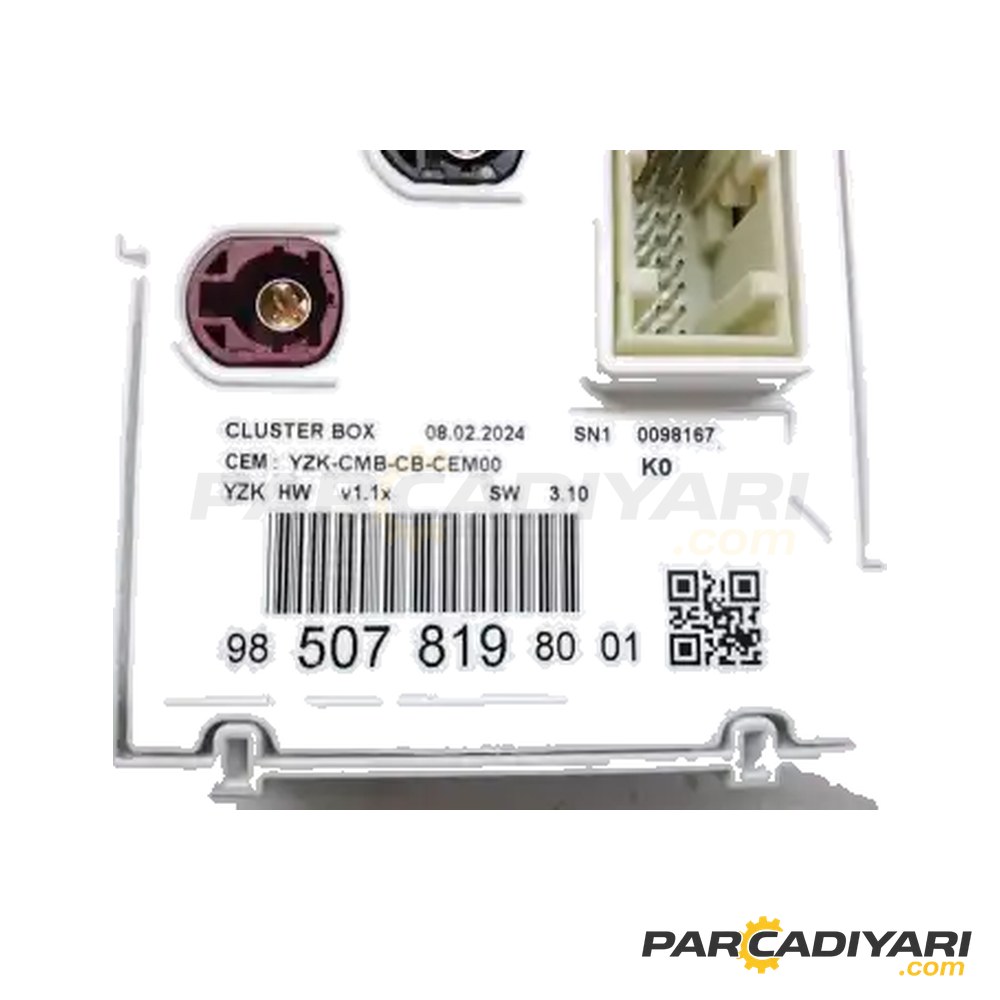 CLUSTER BOX 08.02.2024 SN1 0098167
CEM : YZK-CMB-CB-CEM00 K0
YZK HW v1.1x SW 3.10
PARCADIYARI
.com
98 507 819 80 01
PARCADIYARI
.com